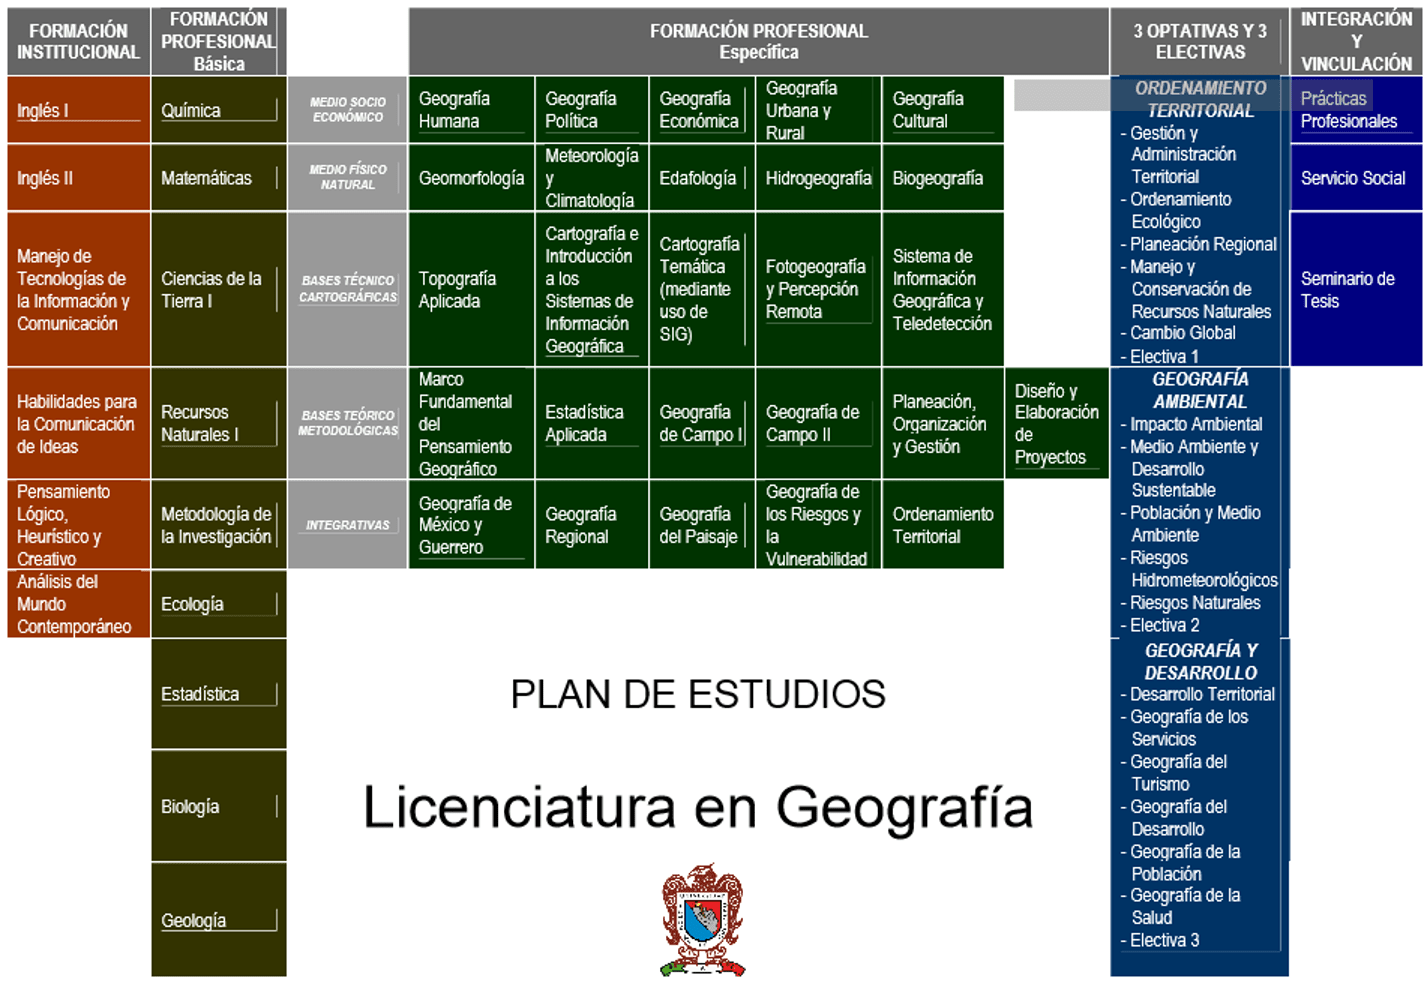 FORMACIÓN
INSTITUCIONAL
FORMACIÓN
PROFESIONAL
Básica
FORMACIÓN PROFESIONAL
Específica
3 OPTATIVAS Y 3
ELECTIVAS
INTEGRACIÓN
Y
VINCULACIÓN
Inglés I
Química
MEDIO SOCIO
ECONÓMICO
Geografía
Humana
Geografía
Política
Geografía
Económica
Geografía
Urbana y
Rural
Geografía
Cultural
ORDENAMIENTO
TERRITORIAL
- Gestión y
Administración
Territorial
- Ordenamiento
Ecológico
- Planeación Regional
- Manejo y
Conservación de
Recursos Naturales
- Cambio Global
- Electiva 1
Prácticas
Profesionales
Inglés II
Matemáticas
MEDIO FÍSICO
NATURAL
Geomorfología
Meteorología
y
Climatología
Edafología
Hidrogeografía
Biogeografía
Servicio Social
Manejo de
Tecnologías de
la Información y
Comunicación
Ciencias de la
Tierra I
BASES TÉCNICO
CARTOGRÁFICAS
Topografía
Aplicada
Cartografía e
Introducción
a los
Sistemas de
Información
Geográfica
Cartografía
Temática
(mediante
uso de
SIG)
Fotogeografía
y Percepción
Remota
Sistema de
Información
Geográfica y
Teledetección
Seminario de
Tesis
Habilidades para
la Comunicación
de Ideas
Recursos
Naturales I
BASES TEÓRICO
METODOLÓGICAS
Marco
Fundamental
del
Pensamiento
Geográfico
Estadística
Aplicada
Geografía
de Campo I
Geografía de
Campo II
Planeación,
Organización
y Gestión
Diseño y
Elaboración
de
Proyectos
GEOGRAFÍA
AMBIENTAL
- Impacto Ambiental
- Medio Ambiente y
Desarrollo
Sustentable
- Población y Medio
Ambiente
- Riesgos
Hidrometeorológicos
- Riesgos Naturales
- Electiva 2
Pensamiento
Lógico,
Heurístico y
Creativo
Metodología de
la Investigación
INTEGRATIVAS
Geografía de
México y
Guerrero
Geografía
Regional
Geografía
del Paisaje
Geografía de
los Riesgos y
la
Vulnerabilidad
Ordenamiento
Territorial
Análisis del
Mundo
Contemporáneo
Ecología
Estadística
GEOGRAFÍA Y
DESARROLLO
- Desarrollo Territorial
- Geografía de los
Servicios
- Geografía del
Turismo
- Geografía del
Desarrollo
- Geografía de la
Población
- Geografía de la
Salud
- Electiva 3
Biología
Geología
PLAN DE ESTUDIOS
Licenciatura en Geografía